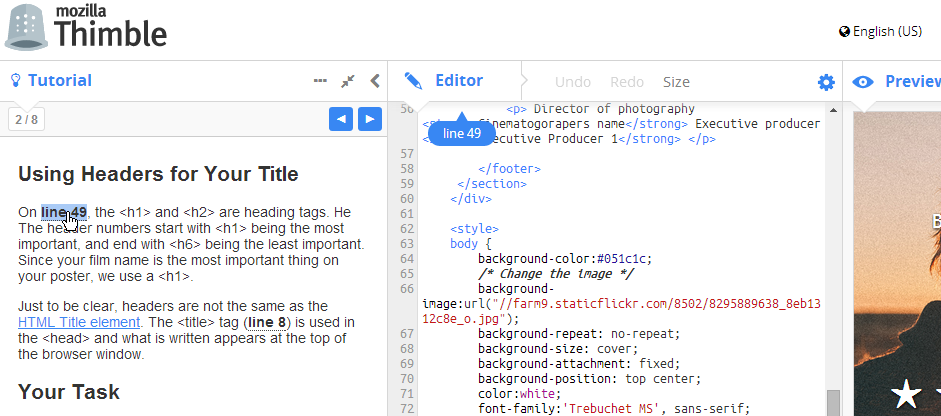 mozilla
Thimble
English (US)
Tutorial
Editor
Undo Redo Size
Preview
2/8
line 49
Using Headers for Your Title
On line 49, the <h1> and <h2> are heading tags. He
The header numbers start with <h1> being the most
important, and end with <h6> being the least important.
Since your film name is the most important thing on
your poster, we use a <h1>.
Just to be clear, headers are not the same as the
HTML Title element. The <title> tag (line 8) is used in
the <head> and what is written appears at the top of
the browser window.
Your Task
56 <p> Director of photography
inematogorapers name</strong> Executive producer
ecutive Producer 1</strong> </p>
57
58 </footer>
59 </section>
60 </div>
61
62 <style>
63 body {
64 background-color:#051c1c;
65 /* Change the image */
66 background-
image:url("//farm9.staticflickr.com/8502/8295889638_8eb13
12c8e_o.jpg");
67 background-repeat: no-repeat;
68 background-size: cover;
69 background-attachment: fixed;
70 background-position: top center;
71 color:white;
72 font-family:'Trebuchet MS', sans-serif;
B